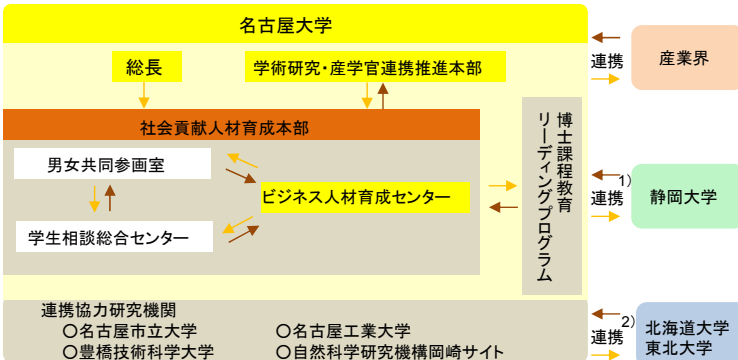 名古屋大学
総長
学術研究・産学官連携推進本部
連携
産業界
社会貢献人材育成本部
男女共同参画室
ビジネス人材育成センター
学生相談総合センター
博士課程教育
リーディングプログラム
1)
連携
静岡大学
連携協力研究機関
○名古屋市立大学
○名古屋工業大学
○豊橋技術科学大学
○自然科学研究機構岡崎サイト
2)
連携
北海道大学
東北大学